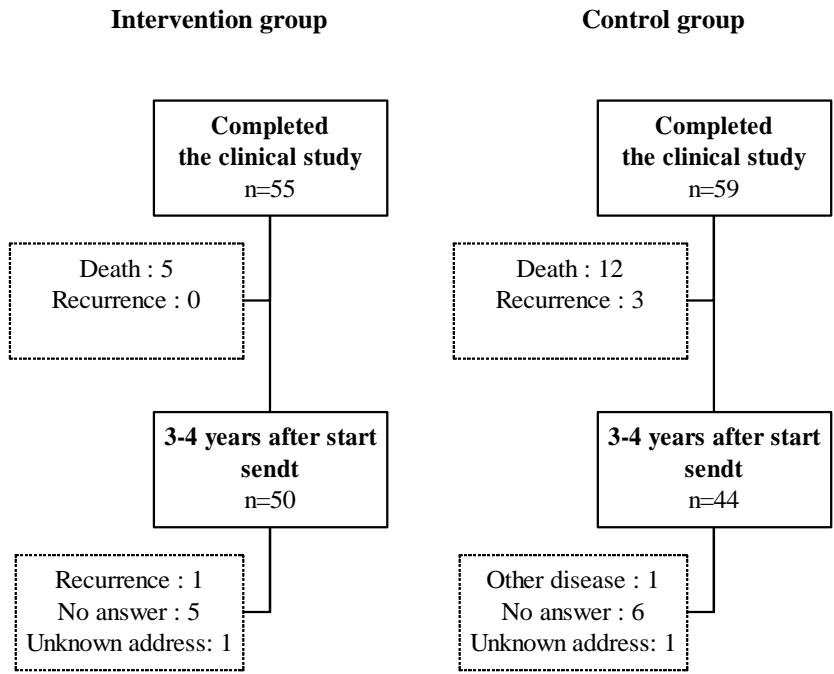 Intervention group
Completed
the clinical study
n=55
Death : 5
Recurrence : 0
3-4 years after start
sendt
n=50
Recurrence : 1
No answer : 5
Unknown address: 1
Control group
Completed
the clinical study
n=59
Death : 12
Recurrence : 3
3-4 years after start
sendt
n=44
Other disease : 1
No answer : 6
Unknown address: 1